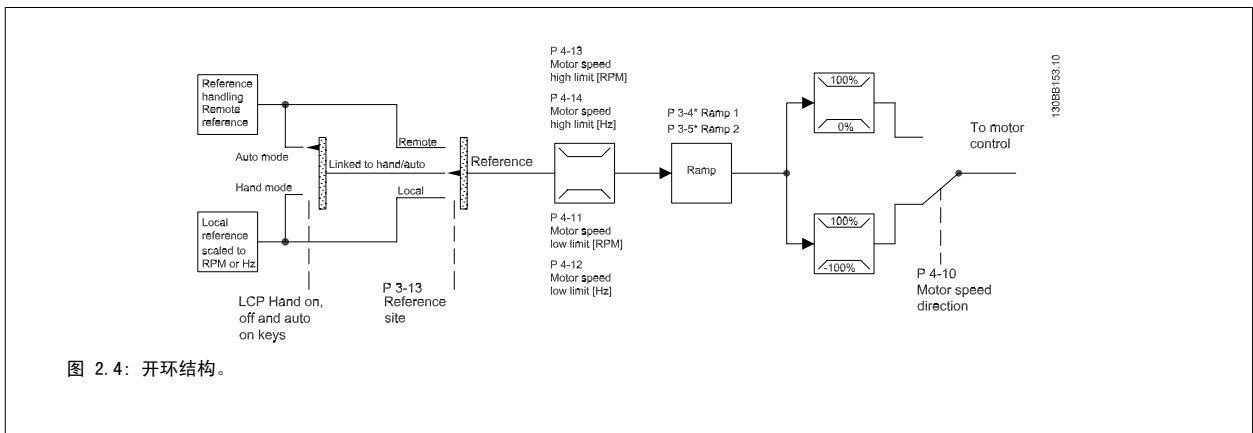 P 4-13
Motor speed
high limit [RPM]
P 4-14
Motor speed
high limit [Hz]
130BB153.10
Reference
handling
Remote
reference
P 3-4* Ramp 1
P 3-5* Ramp 2
100%
0%
To motor
control
Remote
Auto mode
Linked to hand/auto
Reference
Ramp
Hand mode
Local
Local
reference
scaled to
RPM or Hz
P 4-11
Motor speed
low limit [RPM]
P 4-12
Motor speed
low limit [Hz]
100%
-100%
P 4-10
Motor speed
direction
LCP Hand on,
off and auto
on keys
P 3-13
Reference
site
图 2.4: 开环结构。